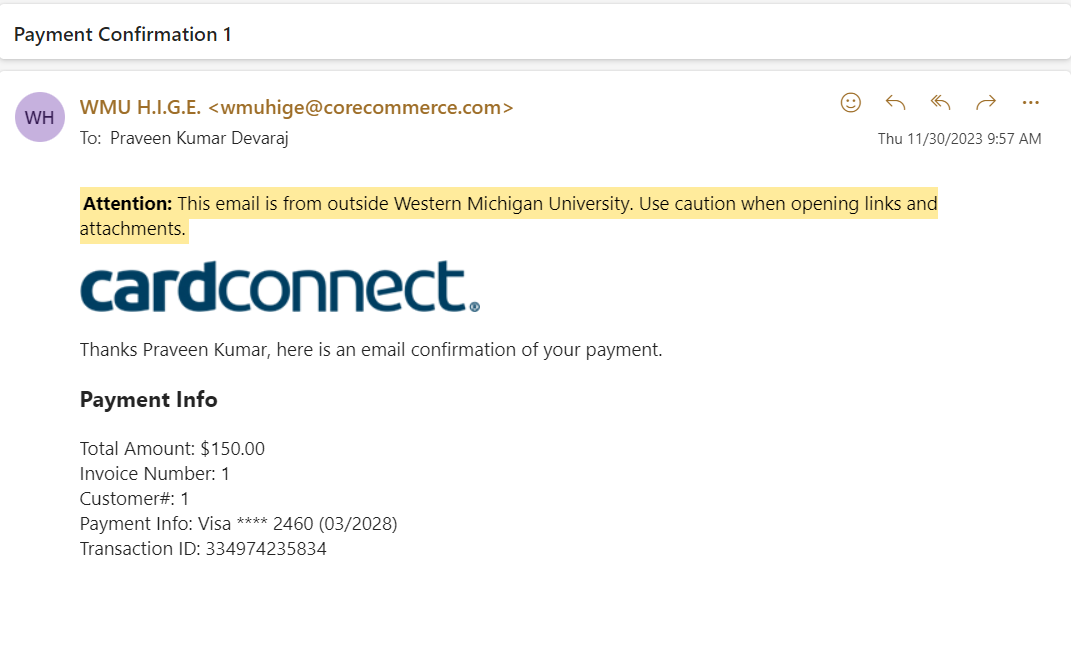 Payment Confirmation 1
WH
WMU H.I.G.E. <wmuhige@corecommerce.com>
To: Praveen Kumar Devaraj
Thu 11/30/2023 9:57 AM
Attention: This email is from outside Western Michigan University. Use caution when opening links and
attachments.
cardconnect.®
Thanks Praveen Kumar, here is an email confirmation of your payment.
Payment Info
Total Amount: $150.00
Invoice Number: 1
Customer#: 1
Payment Info: Visa **** 2460 (03/2028)
Transaction ID: 334974235834